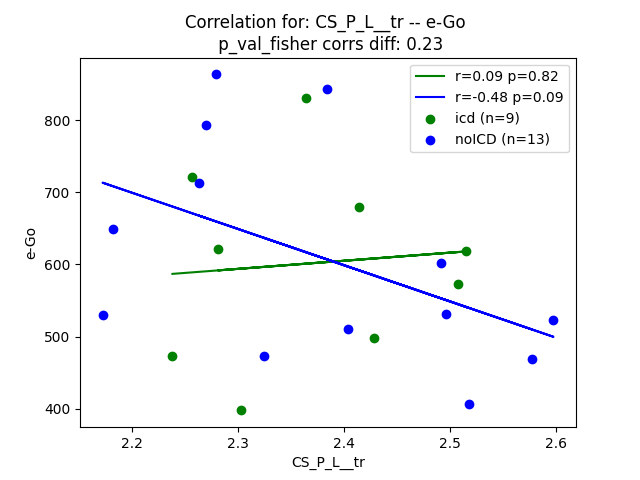 Correlation for: CS_P_L__tr -- e-Go
p_val_fisher corrs diff: 0.23
r=0.09 p=0.82
r=-0.48 p=0.09
icd (n=9)
noICD (n=13)
e-Go
800
700
600
500
400
2.2 2.3 2.4 2.5 2.6
CS_P_L__tr